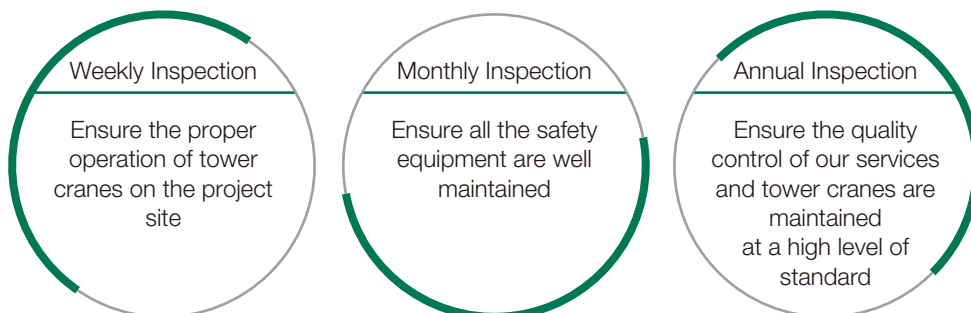 Weekly Inspection
Ensure the proper
operation of tower
cranes on the project
site
Monthly Inspection
Ensure all the safety
equipment are well
maintained
Annual Inspection
Ensure the quality
control of our services
and tower cranes are
maintained
at a high level of
standard